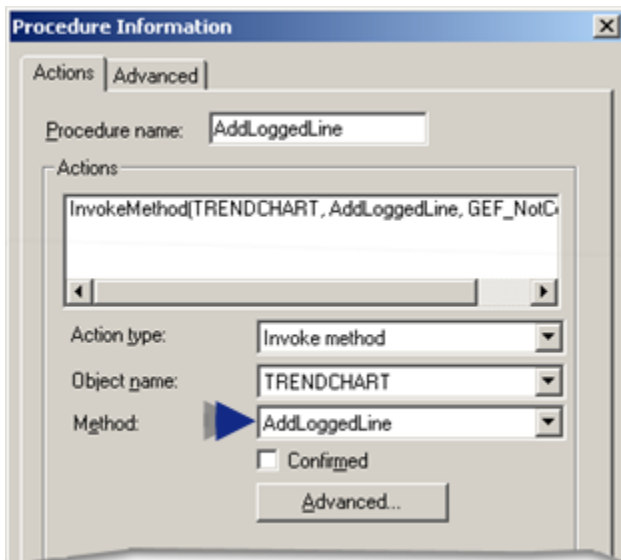 Procedure Information
Actions
Advanced
Procedure name:
AddLoggedLine
Actions
InvokeMethod(TRENDCHART, AddLoggedLine, GEF_NotC
Action type:
Invoke method
Object name:
TRENDCHART
Method:
AddLoggedLine
Confirmed
Advanced...